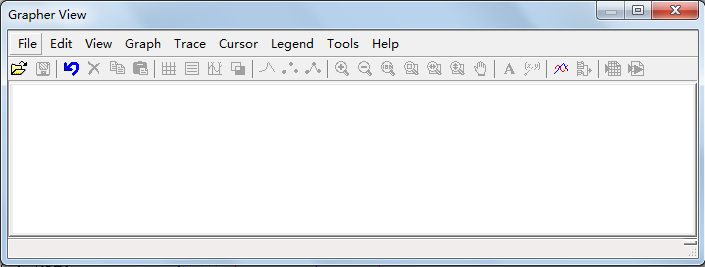 Grapher View
File Edit View Graph Trace Cursor Legend Tools Help
A